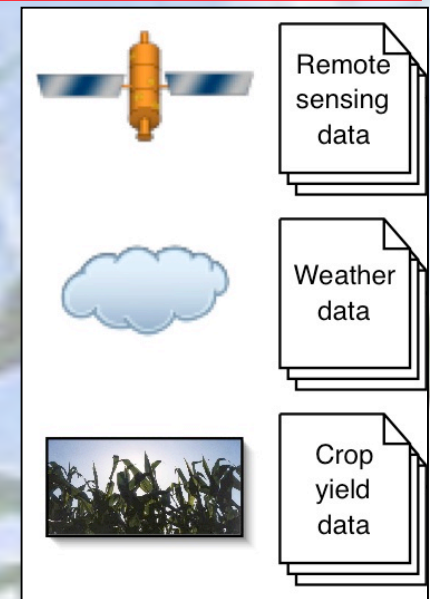 Remote
sensing
data
Weather
data
Crop
yield
data